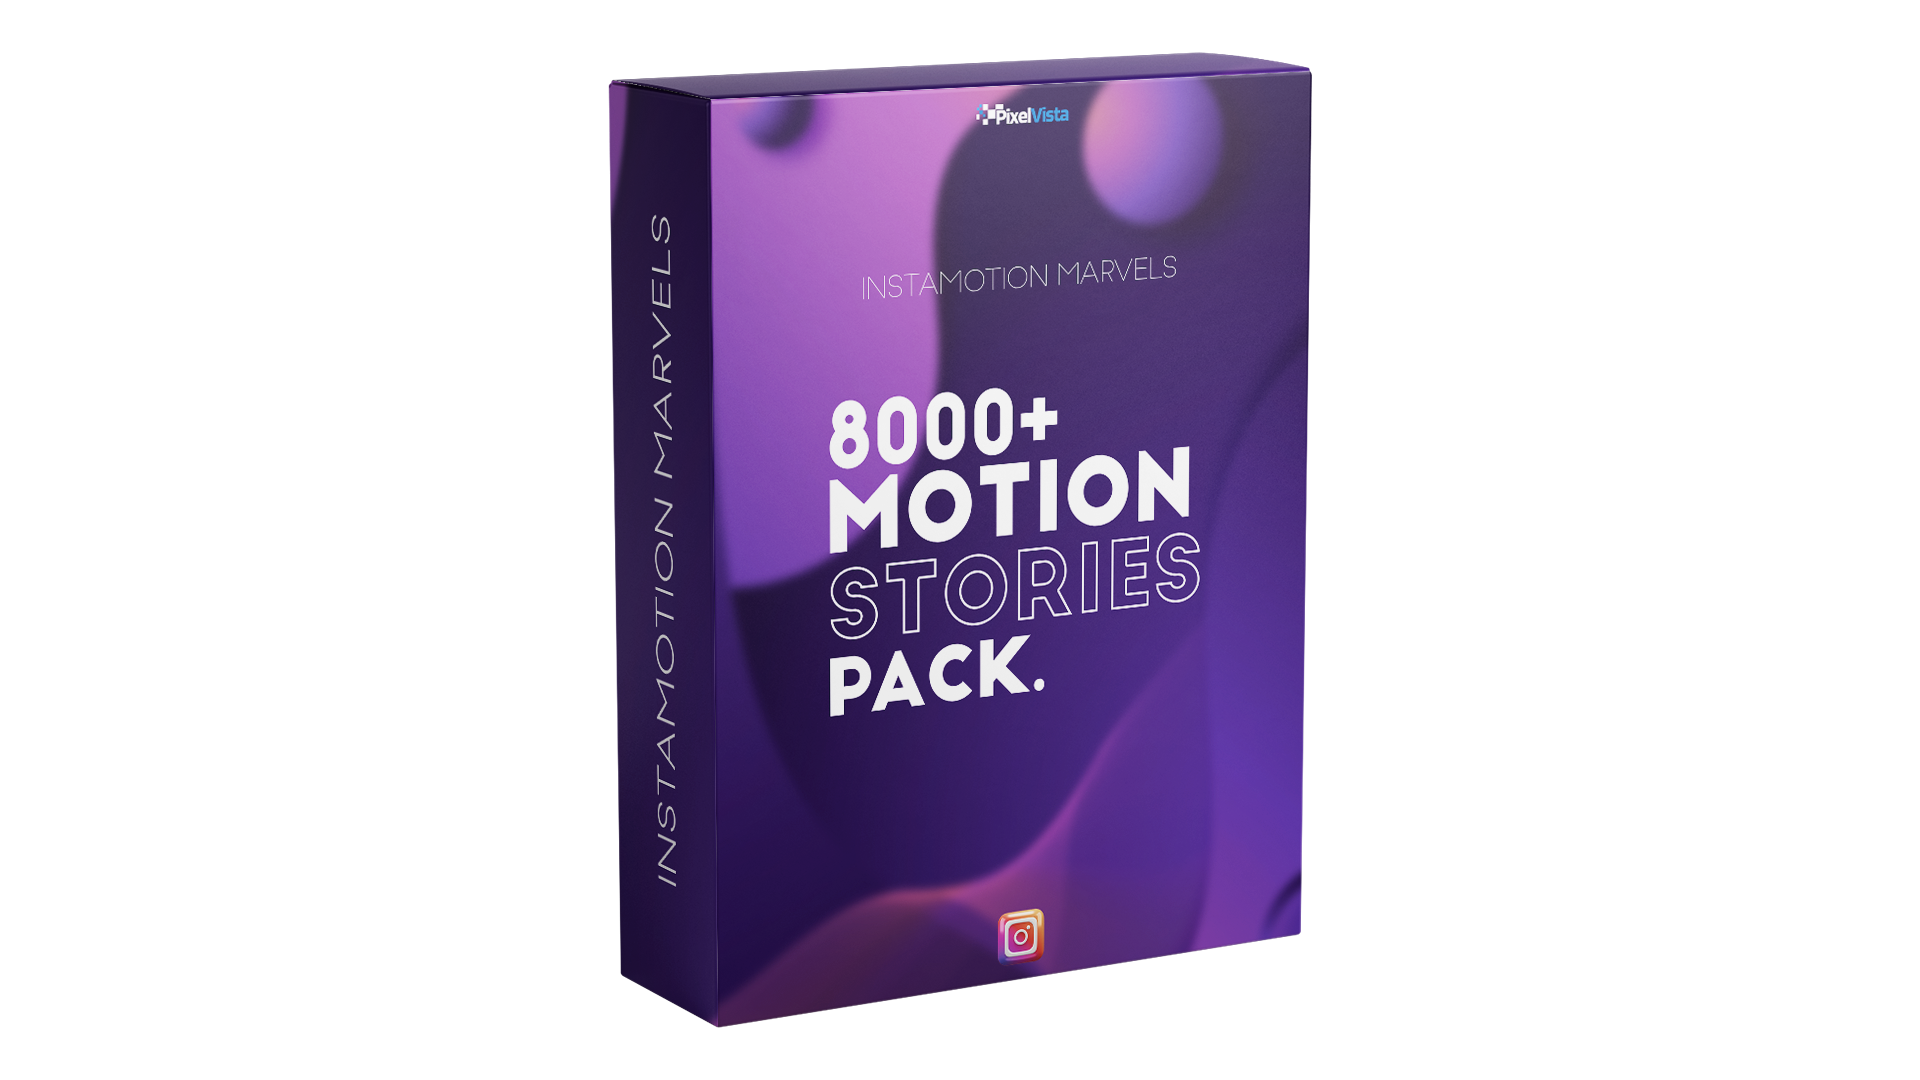 PixelVista
INSTAMOTION MARVELS
8000+
MOTION
STORIES
PACK.
INSTAMOTION MARVELS